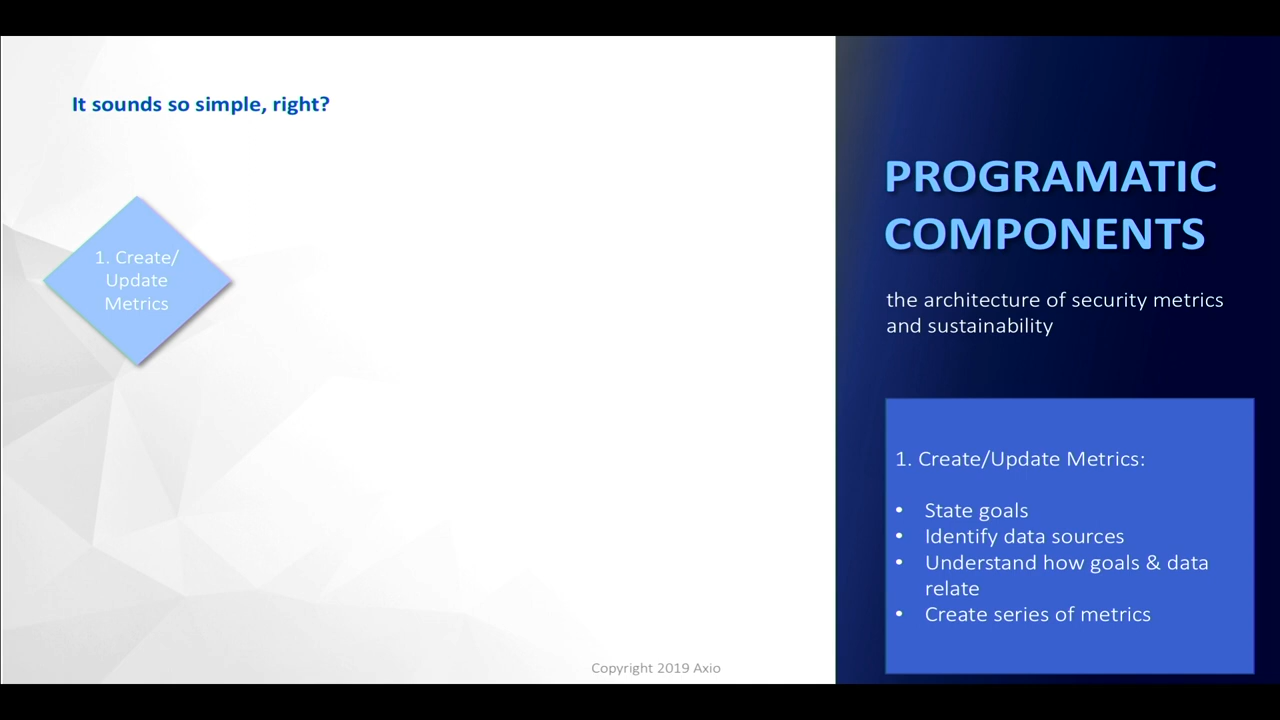 It sounds so simple, right?
1. Create/
Update
Metrics
PROGRAMATIC
COMPONENTS
the architecture of security metrics
and sustainability
1. Create/Update Metrics:
• State goals
• Identify data sources
• Understand how goals & data
relate
• Create series of metrics
Copyright 2019 Axio